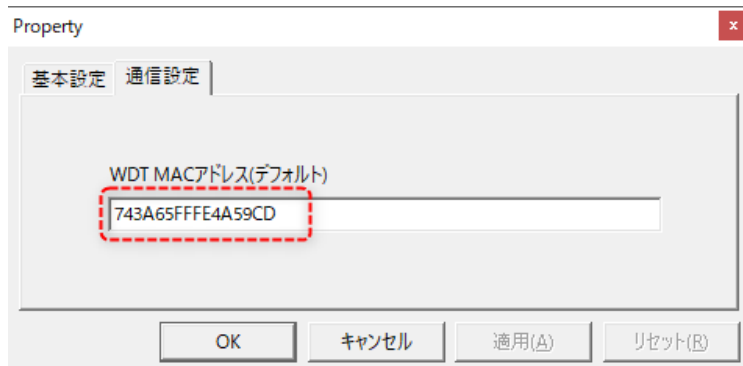 Property
x
基本設定 通信設定
WDT MACアドレス(デフォルト)
743A65FFFE4A59CD
OK キャンセル 適用(A) リセット(R)